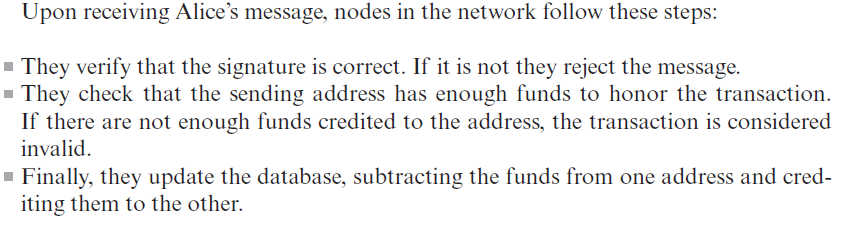 Upon receiving Alice's message, nodes in the network follow these steps:
■ They verify that the signature is correct. If it is not they reject the message.
■ They check that the sending address has enough funds to honor the transaction.
If there are not enough funds credited to the address, the transaction is considered
invalid.
■ Finally, they update the database, subtracting the funds from one address and cred-
iting them to the other.